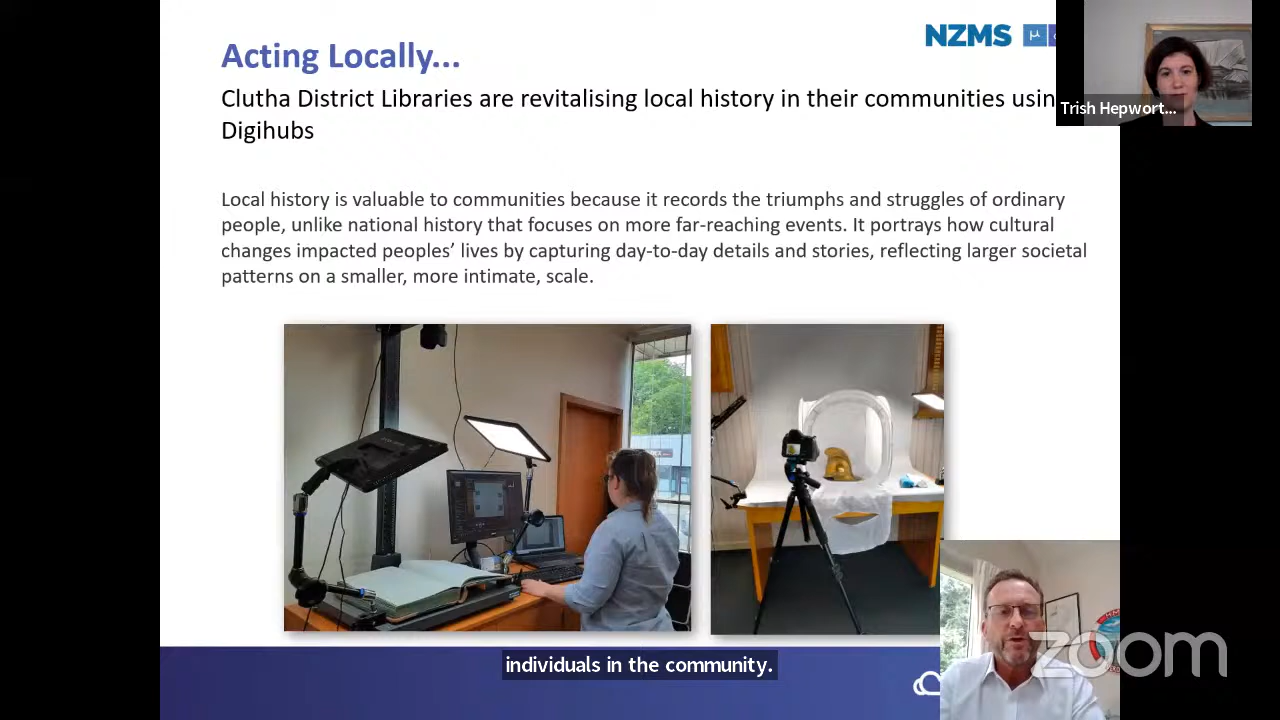 NZMS
Acting Locally...
Clutha District Libraries are revitalising local history in their communities usin
Digihubs
Trish Hepwort...
Local history is valuable to communities because it records the triumphs and struggles of ordinary
people, unlike national history that focuses on more far-reaching events. It portrays how cultural
changes impacted peoples’ lives by capturing day-to-day details and stories, reflecting larger societal
patterns on a smaller, more intimate, scale.
individuals in the community.
zoom